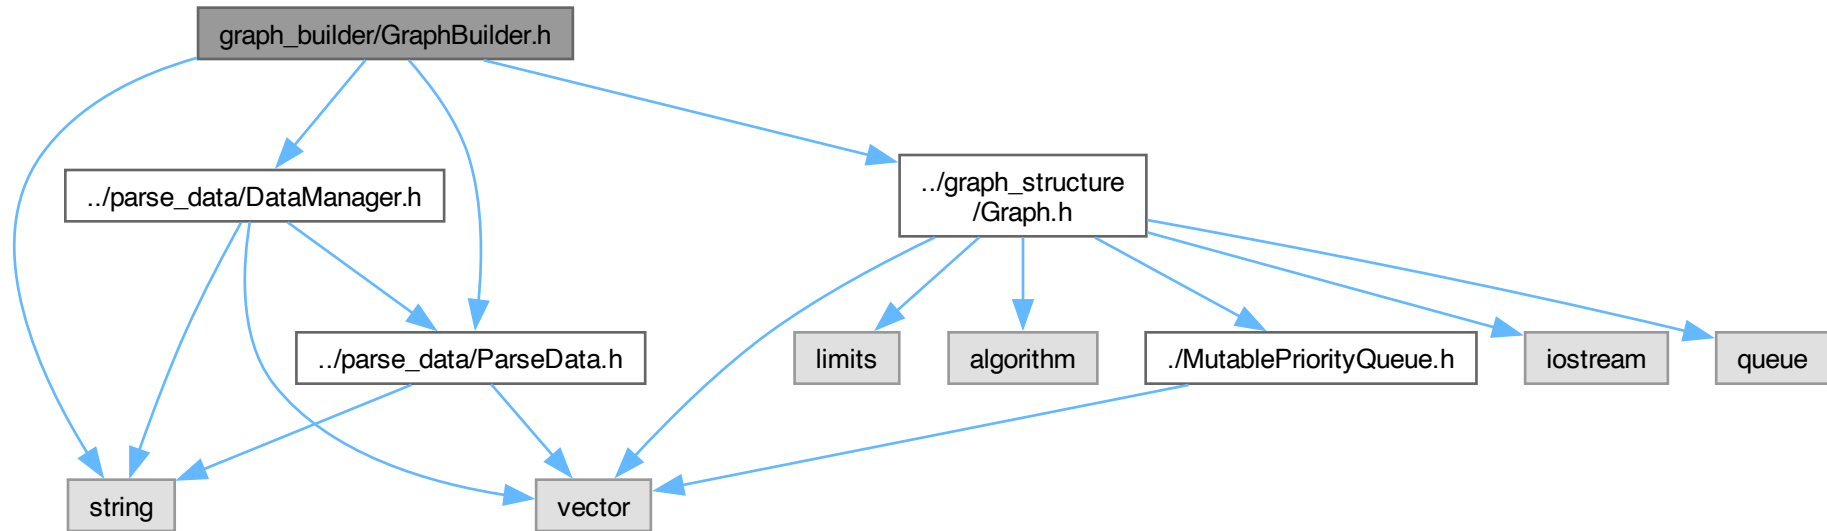 graph_builder/GraphBuilder.h
../parse_data/DataManager.h
../graph_structure
/Graph.h
../parse_data/ParseData.h
limits
algorithm
./MutablePriorityQueue.h
iostream
queue
string
vector